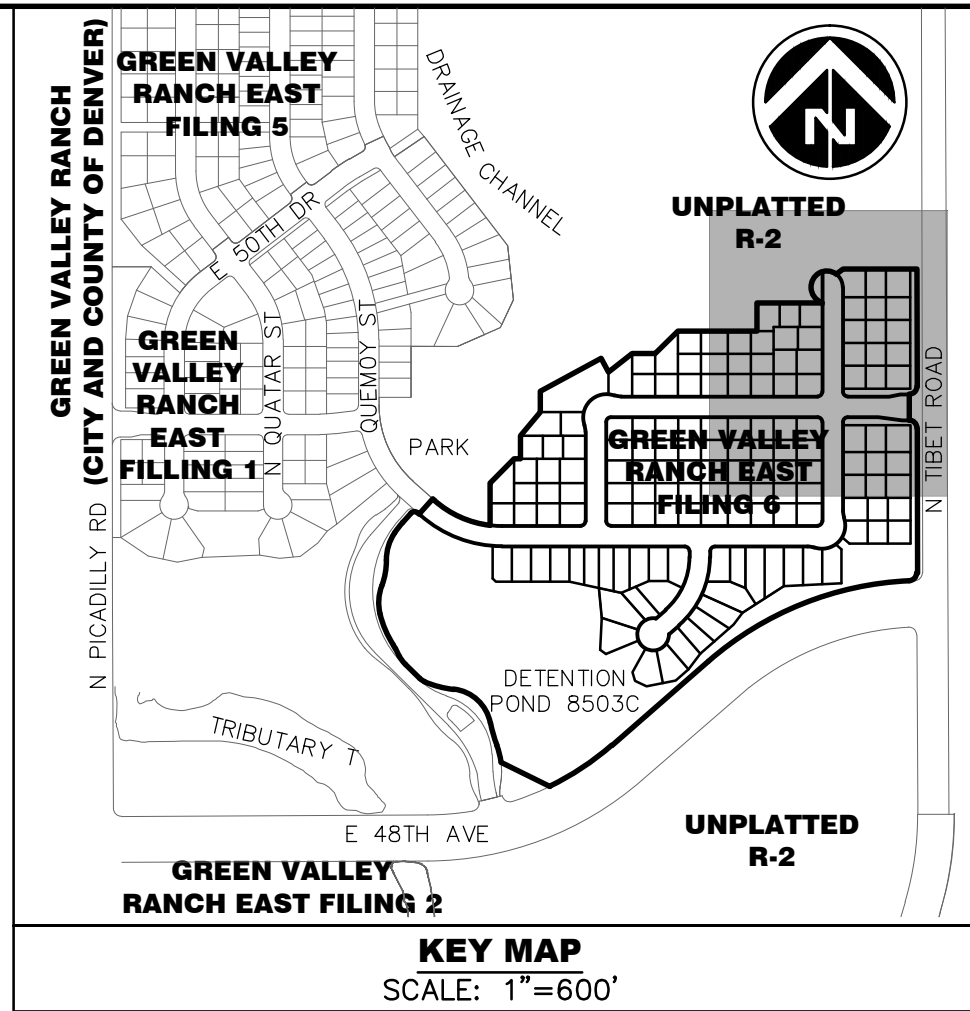 GREEN VALLEY RANCH
(CITY AND COUNTY OF DENVER)
GREEN VALLEY
RANCH EAST
FILING 5
DRAINAGE CHANNEL
N
UNPLATTED
R-2
E 50TH DR
GREEN
VALLEY
RANCH
EAST
FILLING 1
N QUATAR ST
QUEMOY ST
PARK
GREEN VALLEY
RANCH EAST
FILING 6
N TIBET ROAD
N PICADILLY RD
DETENTION
POND 8503C
TRIBUTARY T
E 48TH AVE
UNPLATTED
R-2
GREEN VALLEY
RANCH EAST FILING 2
KEY MAP
SCALE: 1"=600'